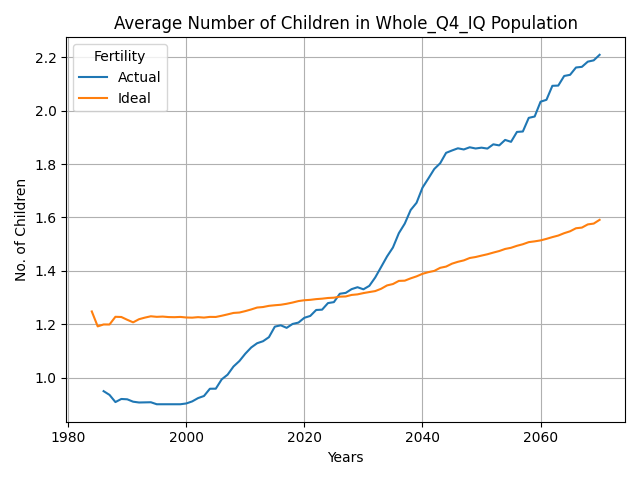 Average Number of Children in Whole_Q4_IQ Population
Fertility
Actual
Ideal
2.2
2.0
1.8
1.6
1.4
1.2
1.0
No. of Children
1980
2000
2020
2040
2060
Years